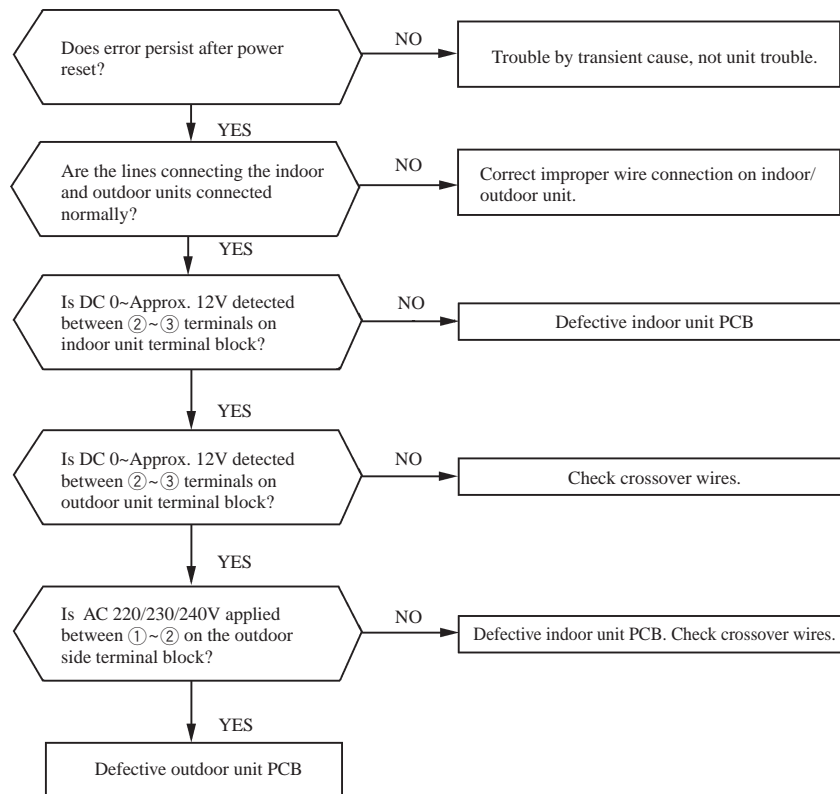 Does error persist after power
reset?
NO
Trouble by transient cause, not unit trouble.
YES
Are the lines connecting the indoor
and outdoor units connected
normally?
NO
Correct improper wire connection on indoor/
outdoor unit.
YES
Is DC 0~Approx. 12V detected
between ②~③ terminals on
indoor unit terminal block?
NO
Defective indoor unit PCB
YES
Is DC 0~Approx. 12V detected
between ②~③ terminals on
outdoor unit terminal block?
NO
Check crossover wires.
YES
Is AC 220/230/240V applied
between ①~② on the outdoor
side terminal block?
NO
Defective indoor unit PCB. Check crossover wires.
YES
Defective outdoor unit PCB